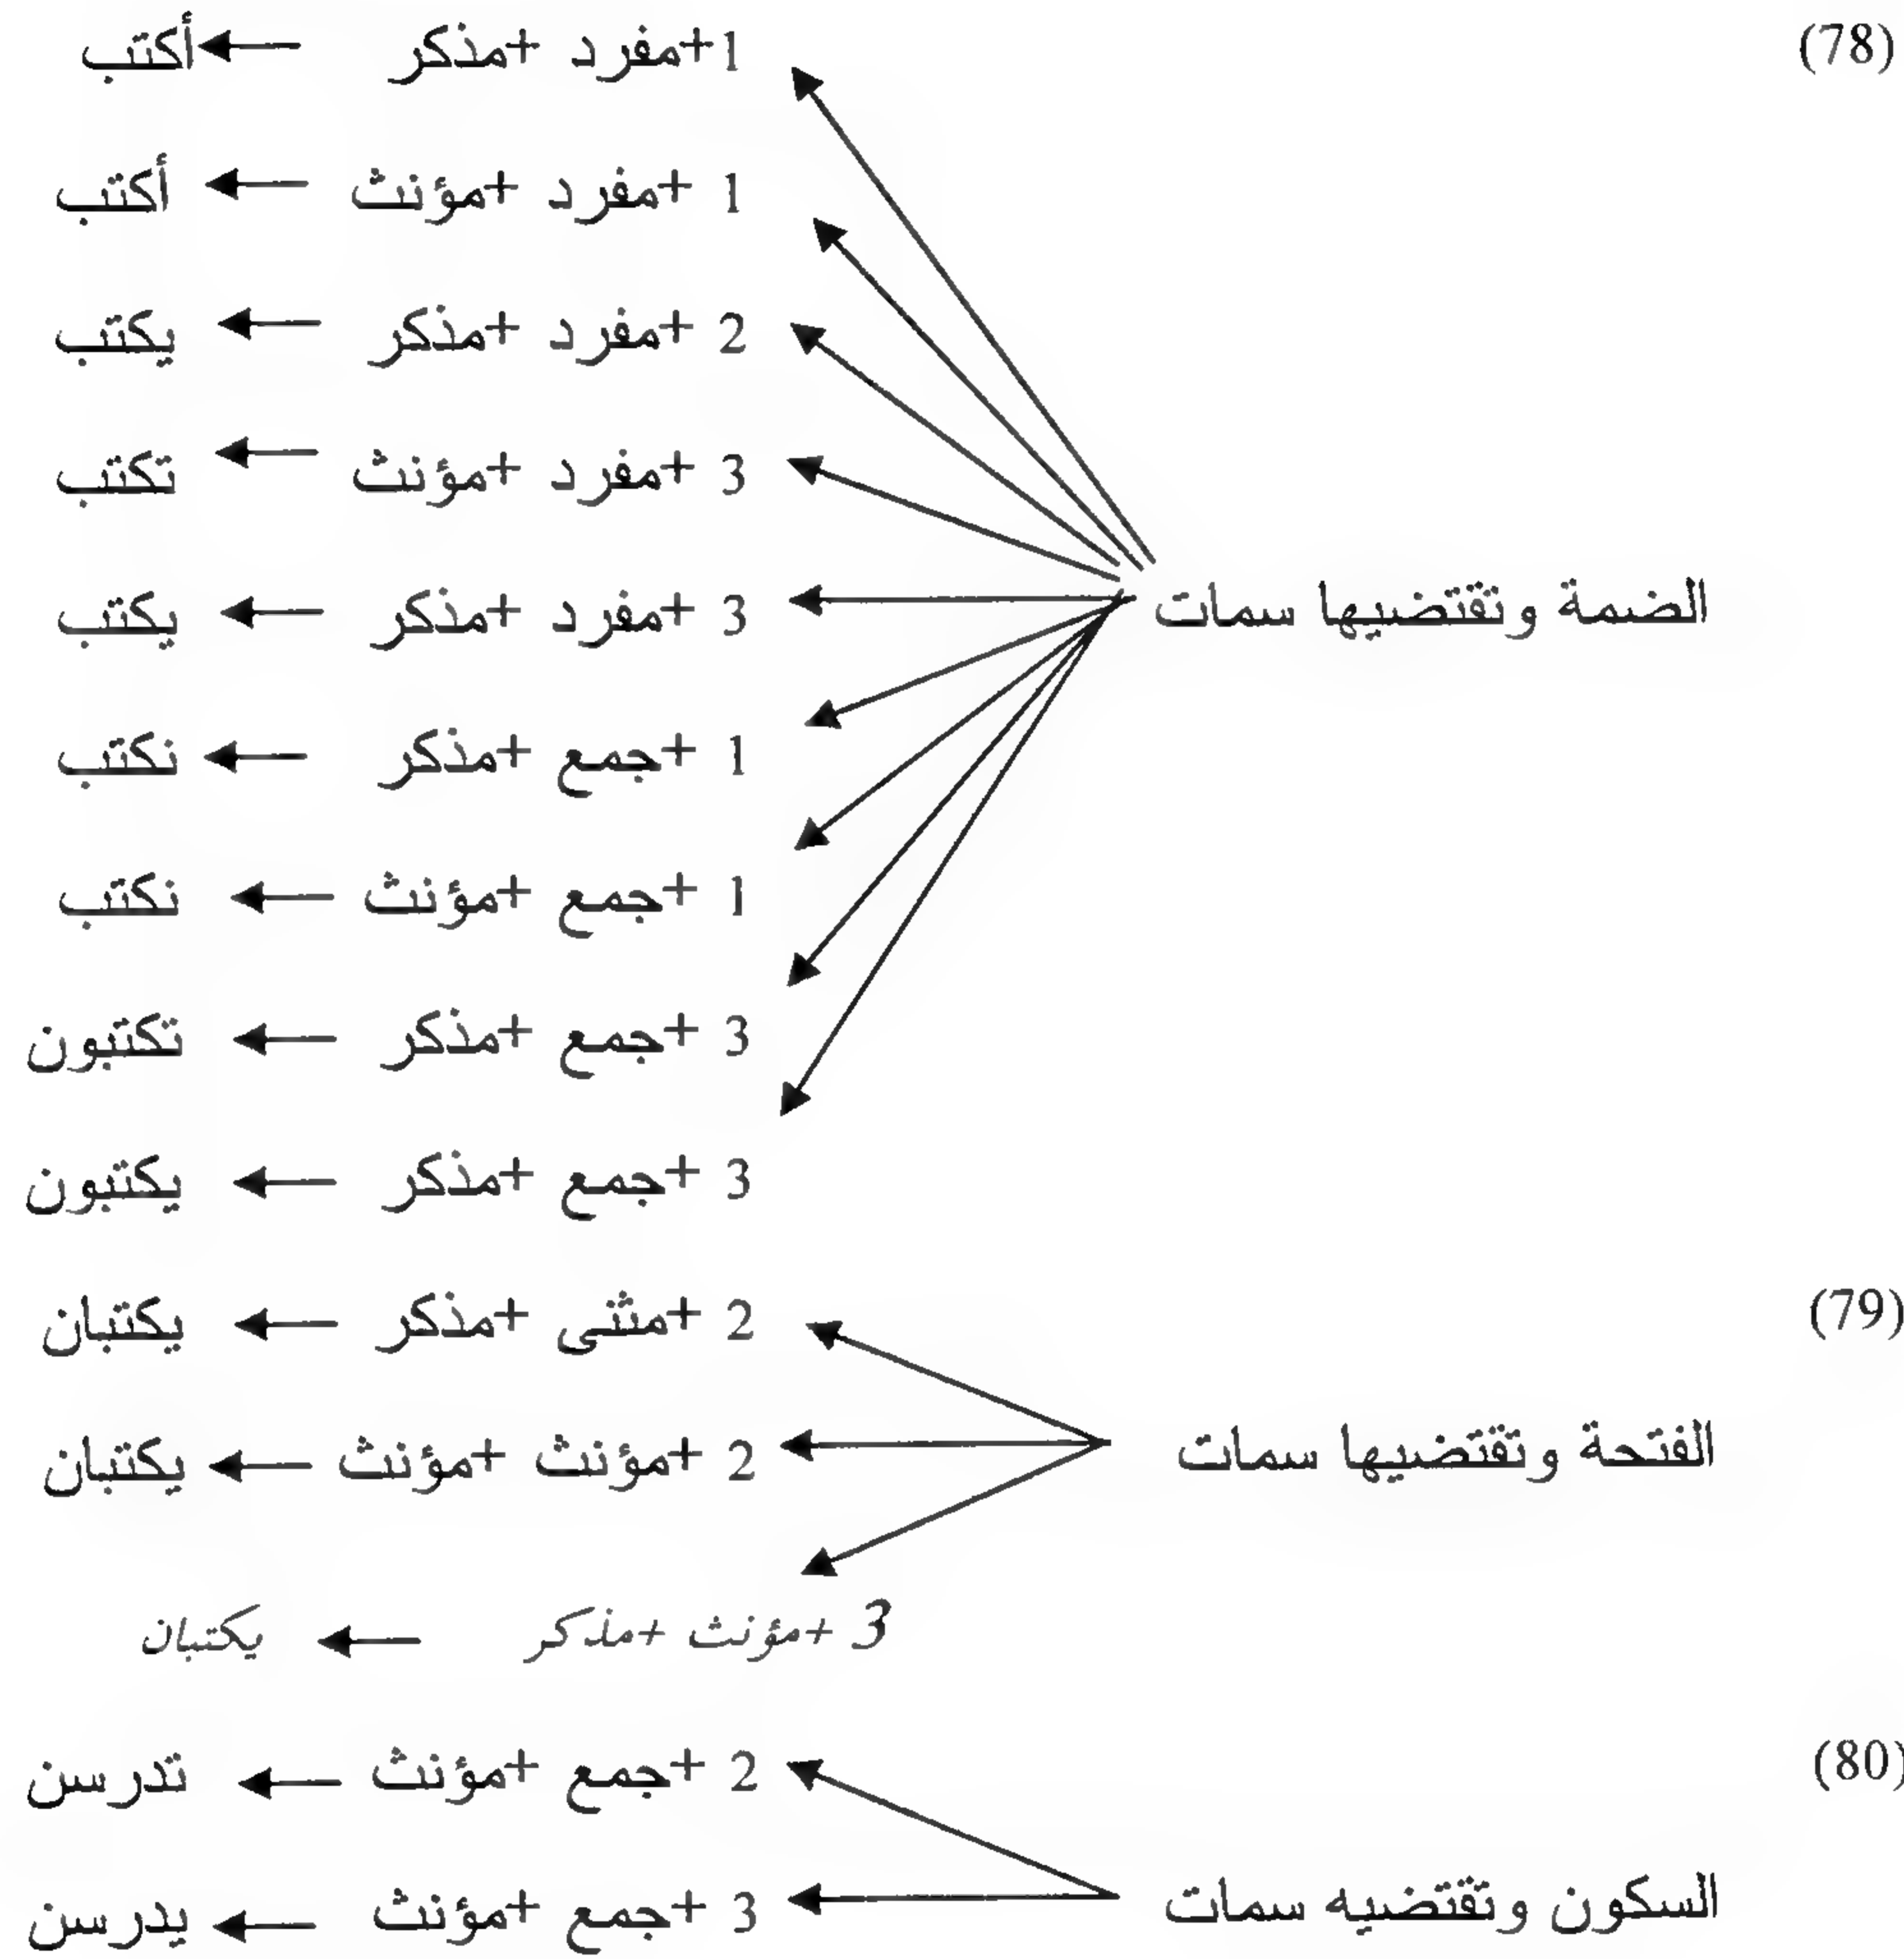 (78) 1+مفرد +مذكر ← أكتب
1 +مفرد +مؤنث ← أكتب
2 +مفرد +مذكر ← يكتب
3 +مفرد +مؤنث ← تكتب
الضمة وتقتضيها سمات 3 +مفرد +مذكر ← يكتب
1 +جمع +مذكر ← نكتب
1 +جمع +مؤنث ← نكتب
3 +جمع +مذكر ← تكتبون
3 +جمع +مذكر ← يكتبون
(79) 2 +مثنى +مذكر ← يكتبان
الفتحة وتقتضيها سمات 2 +مؤنث +مؤنث ← يكتبان
3 +مؤنث +مذكر ← يكتبان
(80) 2 +جمع +مؤنث ← تدرسن
السكون وتقتضيه سمات 3 +جمع +مؤنث ← يدرسن